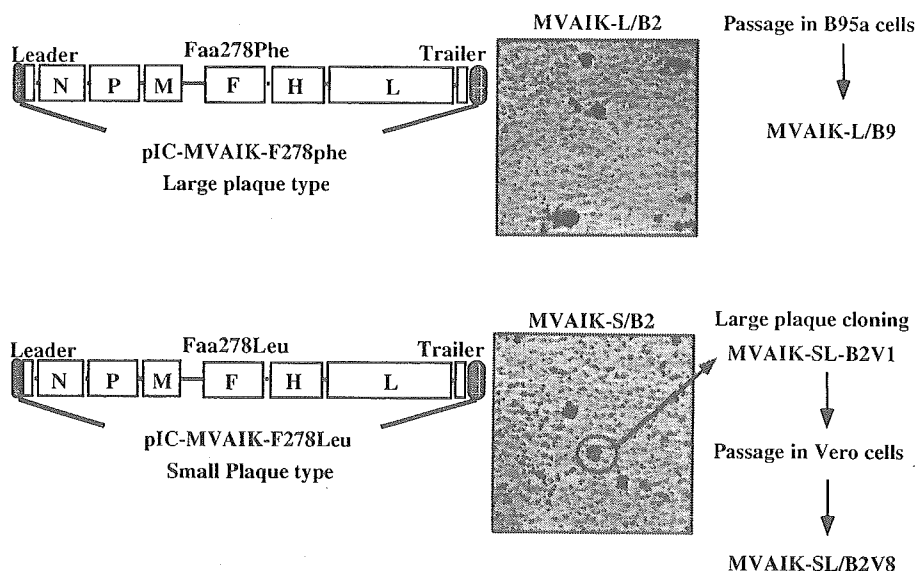 Faa278Phe
Leader
Trailer
N P M F H L
pIC-MVAIK-F278phe
Large plaque type
MVAIK-L/B2
Passage in B95a cells
MVAIK-L/B9
Faa278Leu
Leader
Trailer
N P M F H L
pIC-MVAIK-F278Leu
Small Plaque type
MVAIK-S/B2
Large plaque cloning
MVAIK-SL-B2V1
Passage in Vero cells
MVAIK-SL/B2V8